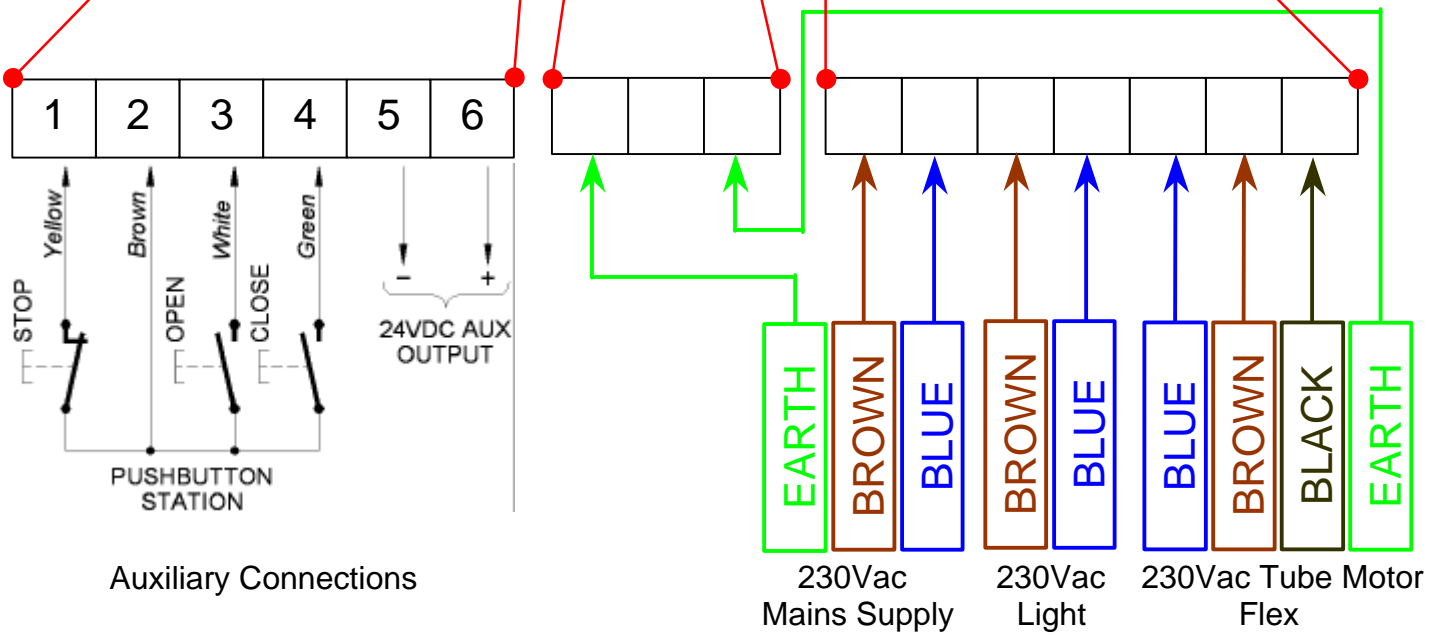 1 2 3 4 5 6
Yellow
Brown
White
Green
STOP
OPEN
CLOSE
- +
24VDC AUX
OUTPUT
PUSHBUTTON
STATION
Auxiliary Connections
EARTH
BROWN
BLUE
BROWN
BLUE
BLUE
BROWN
BLACK
EARTH
230Vac
Mains Supply
230Vac
Light
230Vac Tube Motor
Flex